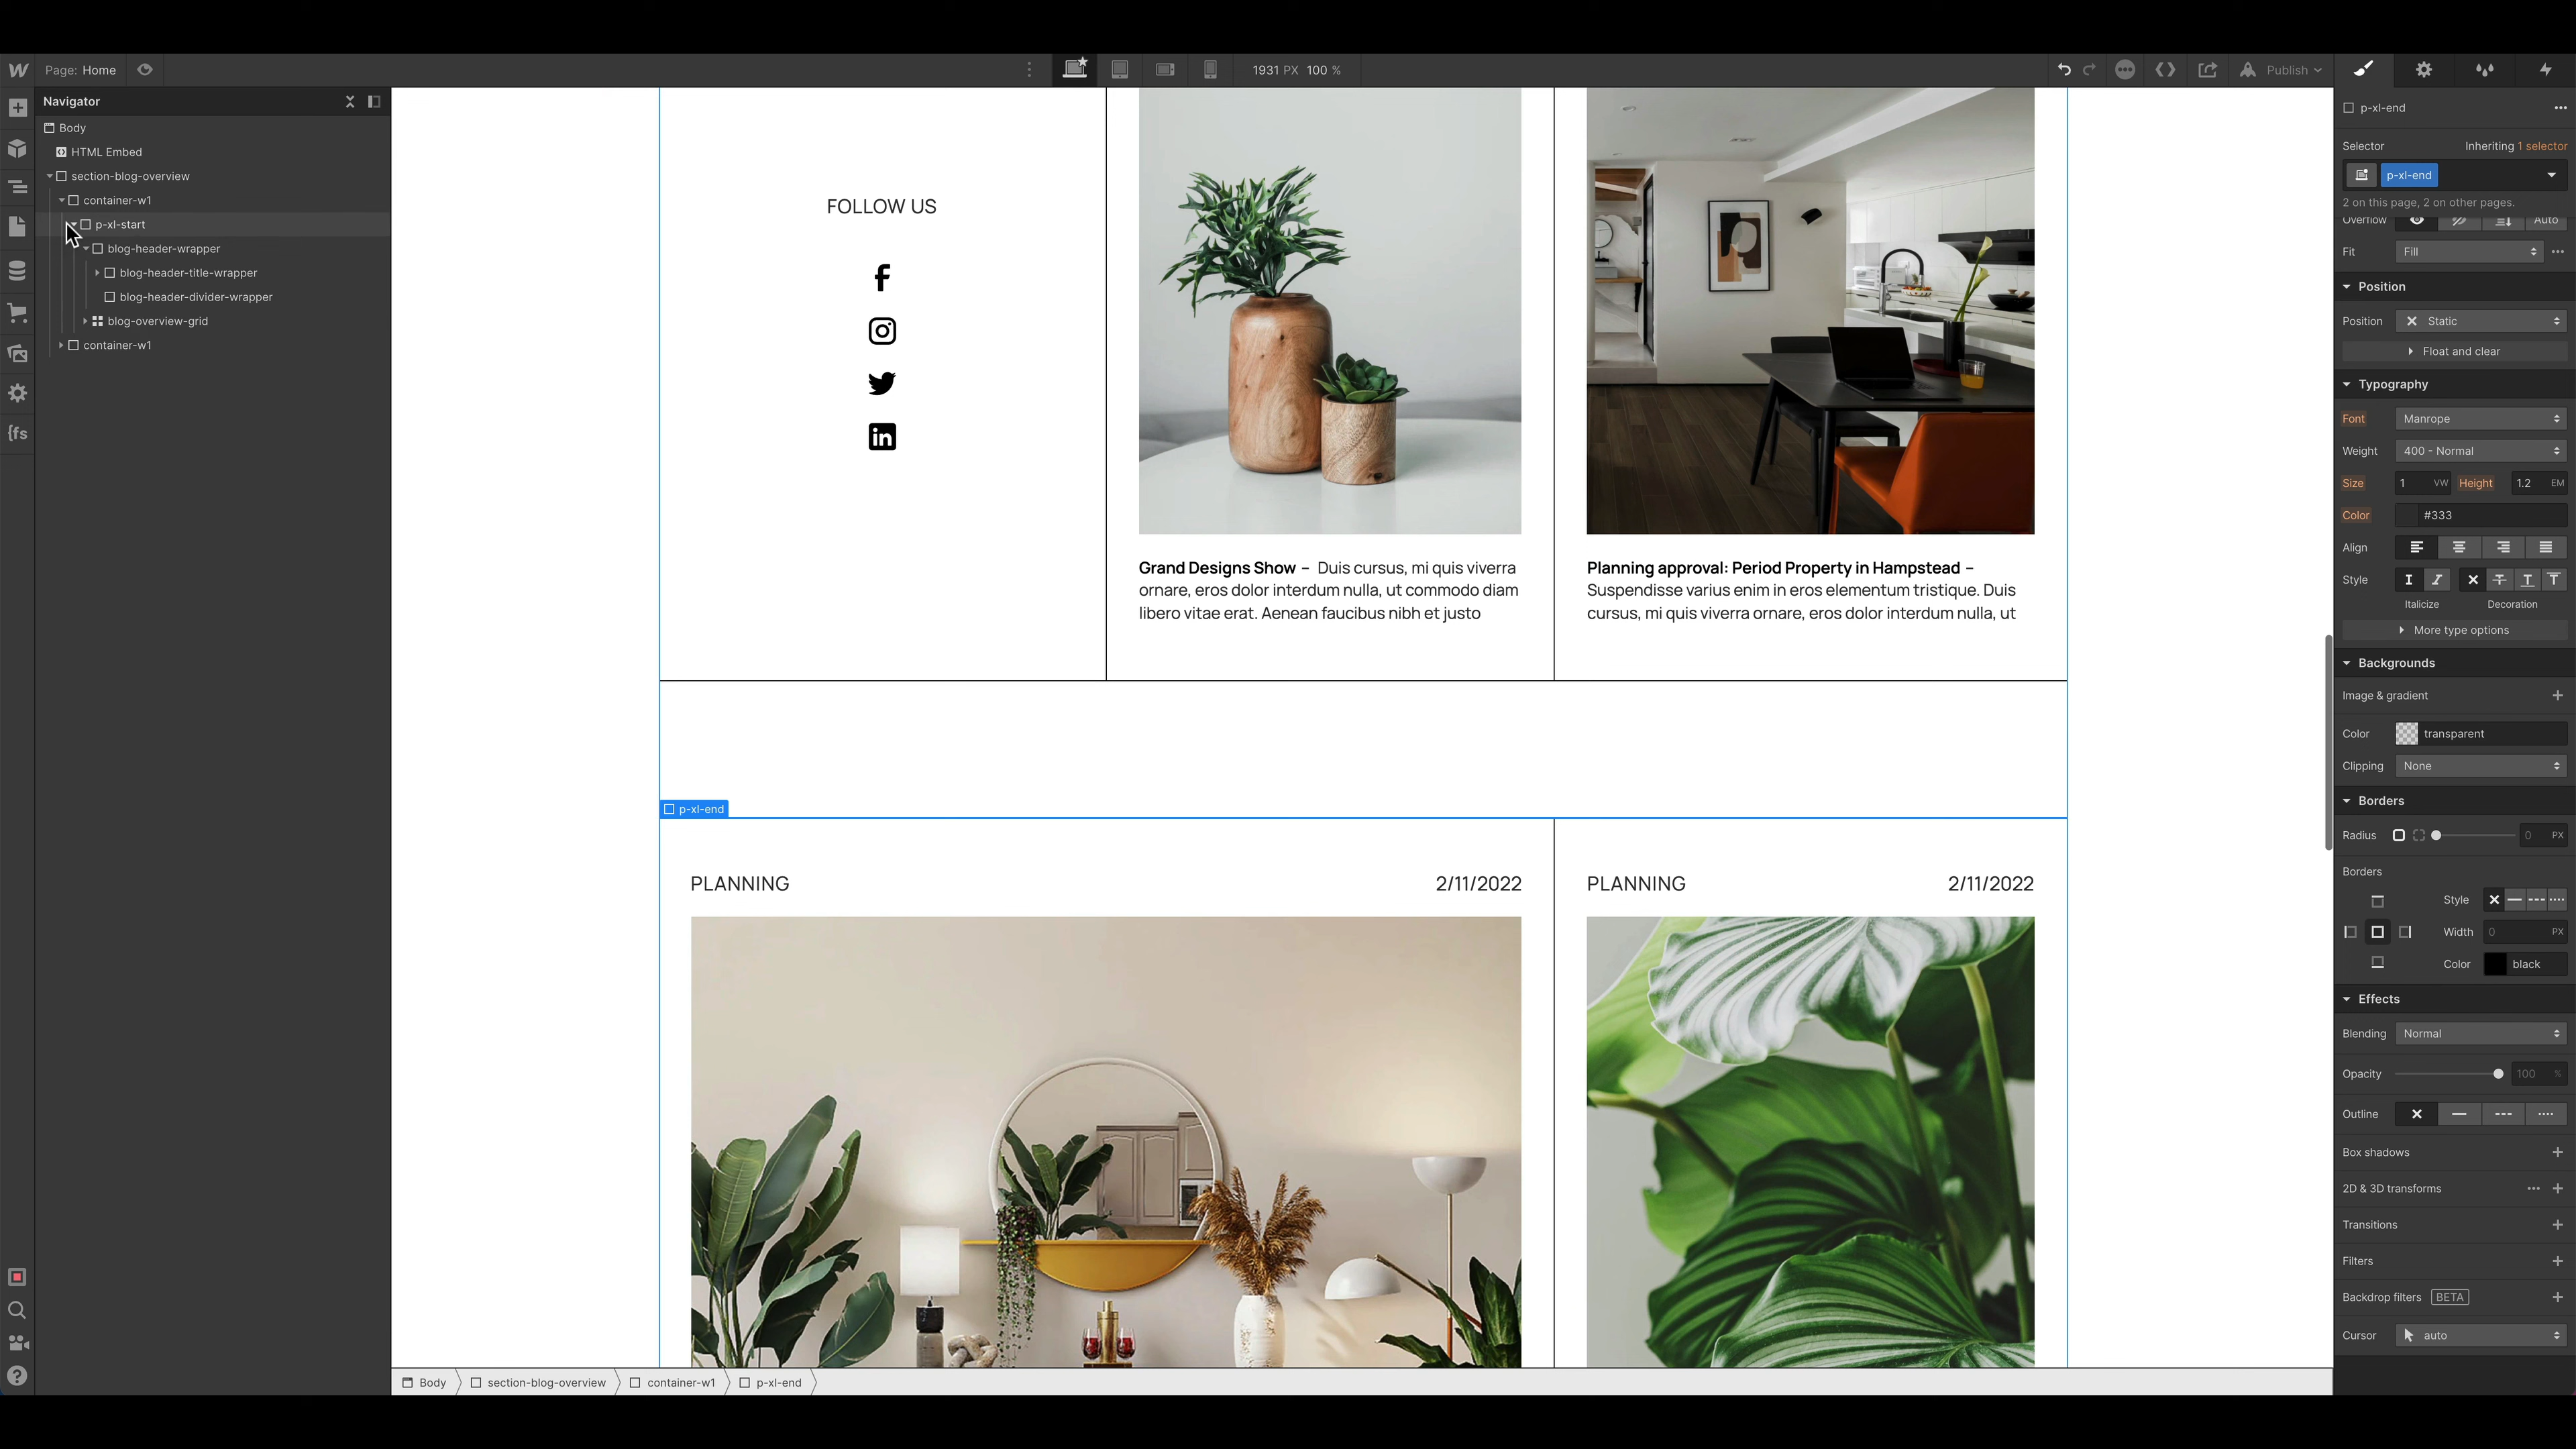 Page: Home
1931 PX 100 %
Publish
Navigator
Body
HTML Embed
section-blog-overview
container-w1
p-xl-start
blog-header-wrapper
blog-header-title-wrapper
blog-header-divider-wrapper
blog-overview-grid
container-w1
{fs
FOLLOW US
Grand Designs Show – Duis cursus, mi quis viverra
ornare, eros dolor interdum nulla, ut commodo diam
libero vitae erat. Aenean faucibus nibh et justo
Planning approval: Period Property in Hampstead –
Suspendisse varius enim in eros elementum tristique. Duis
cursus, mi quis viverra ornare, eros dolor interdum nulla, ut
p-xl-end
PLANNING 2/11/2022
PLANNING 2/11/2022
Body section-blog-overview container-w1 p-xl-end
p-xl-end
Selector Inheriting 1 selector
p-xl-end
2 on this page, 2 on other pages.
Overflow Auto
Fit Fill
Position
Position Static
Float and clear
Typography
Font Manrope
Weight 400 - Normal
Size 1 VW Height 1.2 EM
Color #333
Align
Style
Italicize Decoration
More type options
Backgrounds
Image & gradient
Color transparent
Clipping None
Borders
Radius 0 PX
Borders
Style
Width 0 PX
Color black
Effects
Blending Normal
Opacity 100 %
Outline
Box shadows
2D & 3D transforms
Transitions
Filters
Backdrop filters BETA
Cursor auto